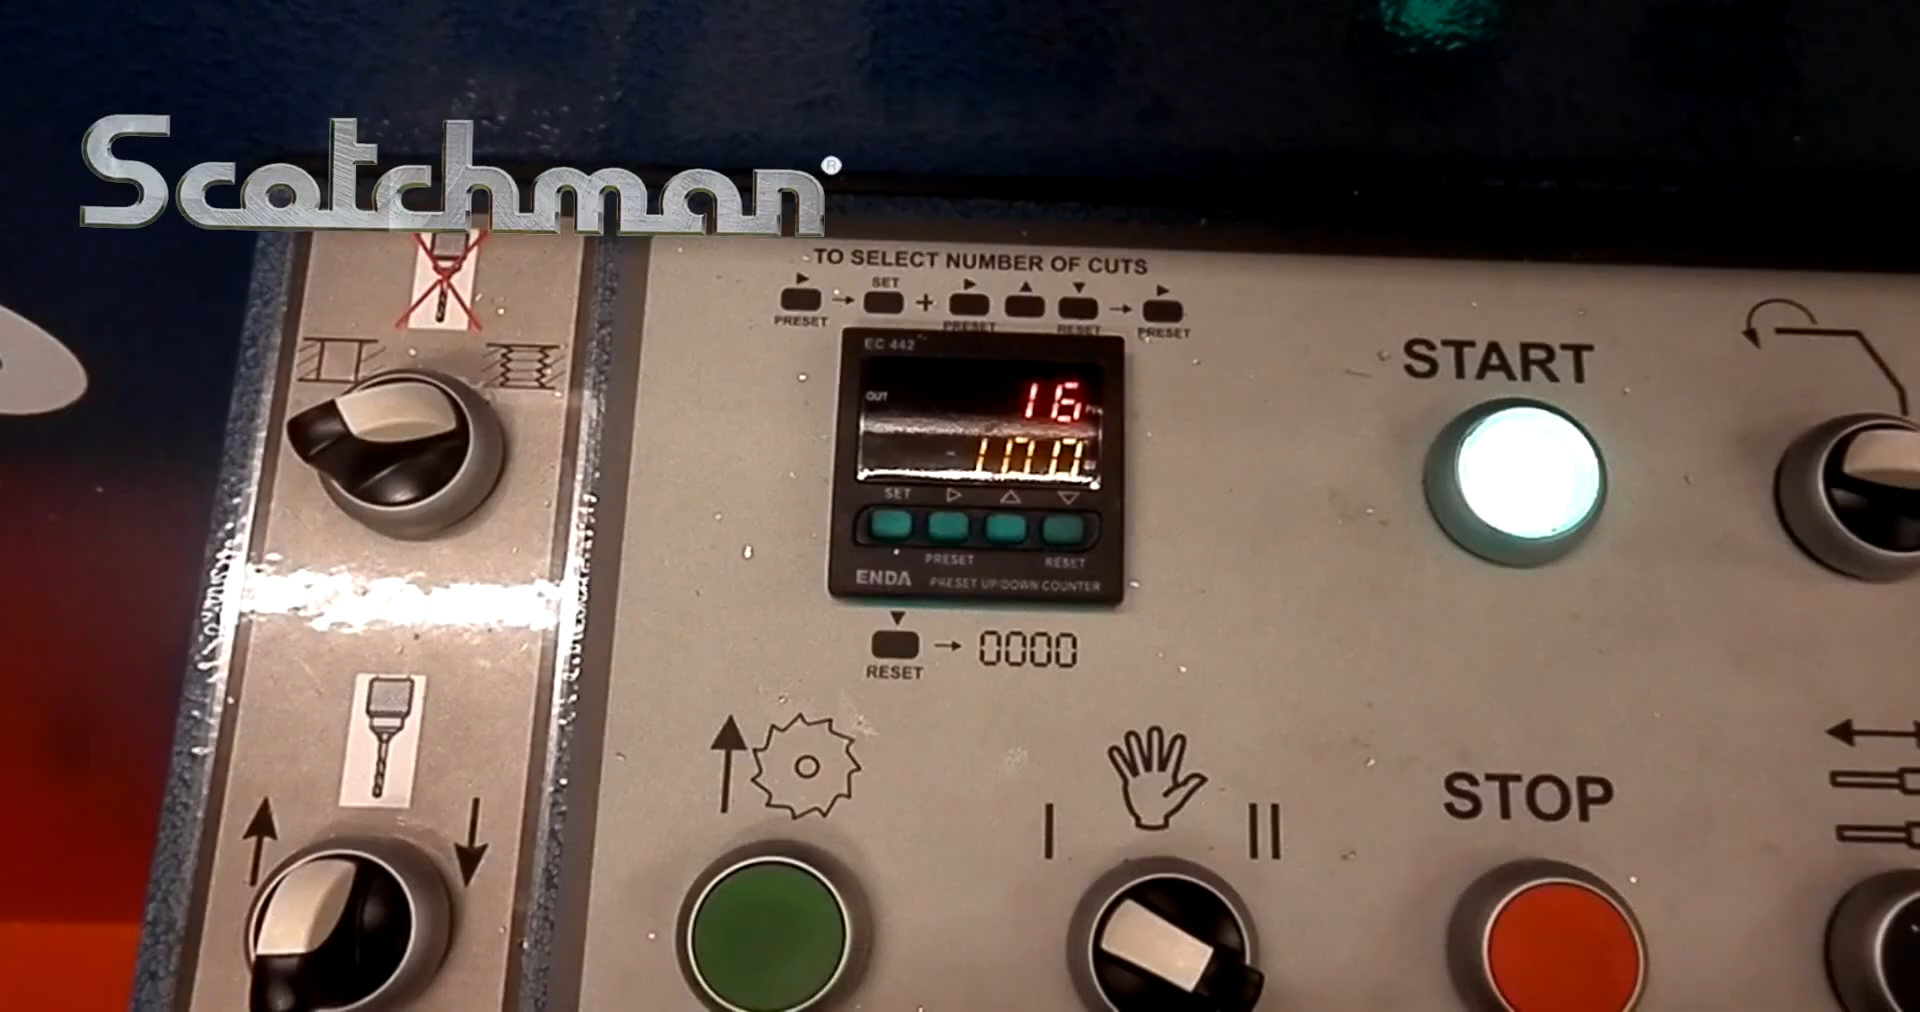 Scotchman®
TO SELECT NUMBER OF CUTS
SET
PRESET
PRESET
RESET
PRESET
EC 442
OUT
16
100
SET
PRESET
RESET
ENDA
PRESET UP/DOWN COUNTER
RESET
0000
START
STOP
I
II